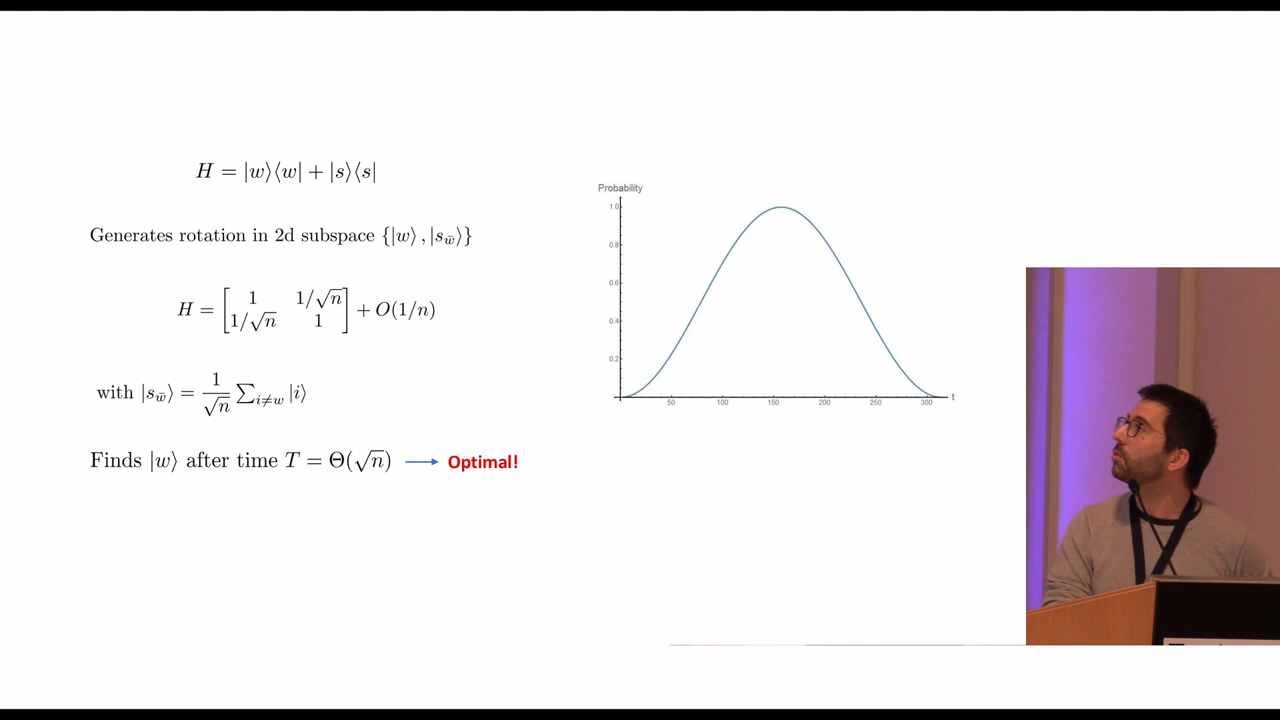 H = |w⟩⟨w| + |s⟩⟨s|
Generates rotation in 2d subspace {|w⟩ , |s_w̄⟩}
H = [1 1/√n
1/√n 1] + O(1/n)
with |s_w̄⟩ = 1/√n ∑_{i≠w} |i⟩
Finds |w⟩ after time T = Θ(√n) → Optimal!
Probability
1.0
0.8
0.6
0.4
0.2
50 100 150 200 250 300 t